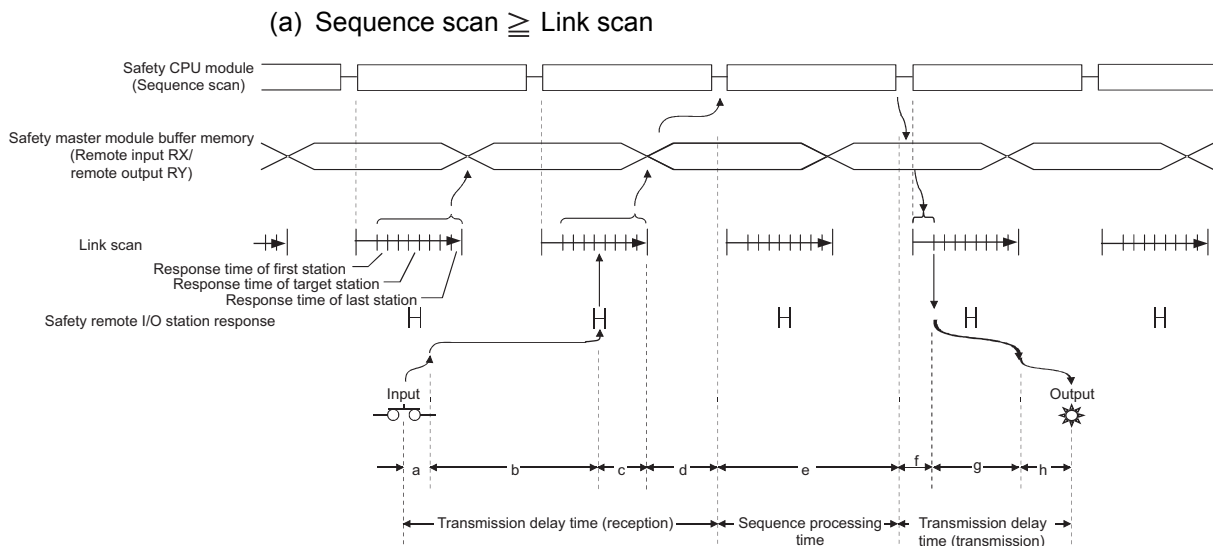 (a) Sequence scan ≧ Link scan
Safety CPU module
(Sequence scan)
Safety master module buffer memory
(Remote input RX/
remote output RY)
Link scan
Response time of first station
Response time of target station
Response time of last station
Safety remote I/O station response
Input
Output
a
b
c
d
e
f
g
h
Transmission delay time (reception)
Sequence processing
time
Transmission delay
time (transmission)